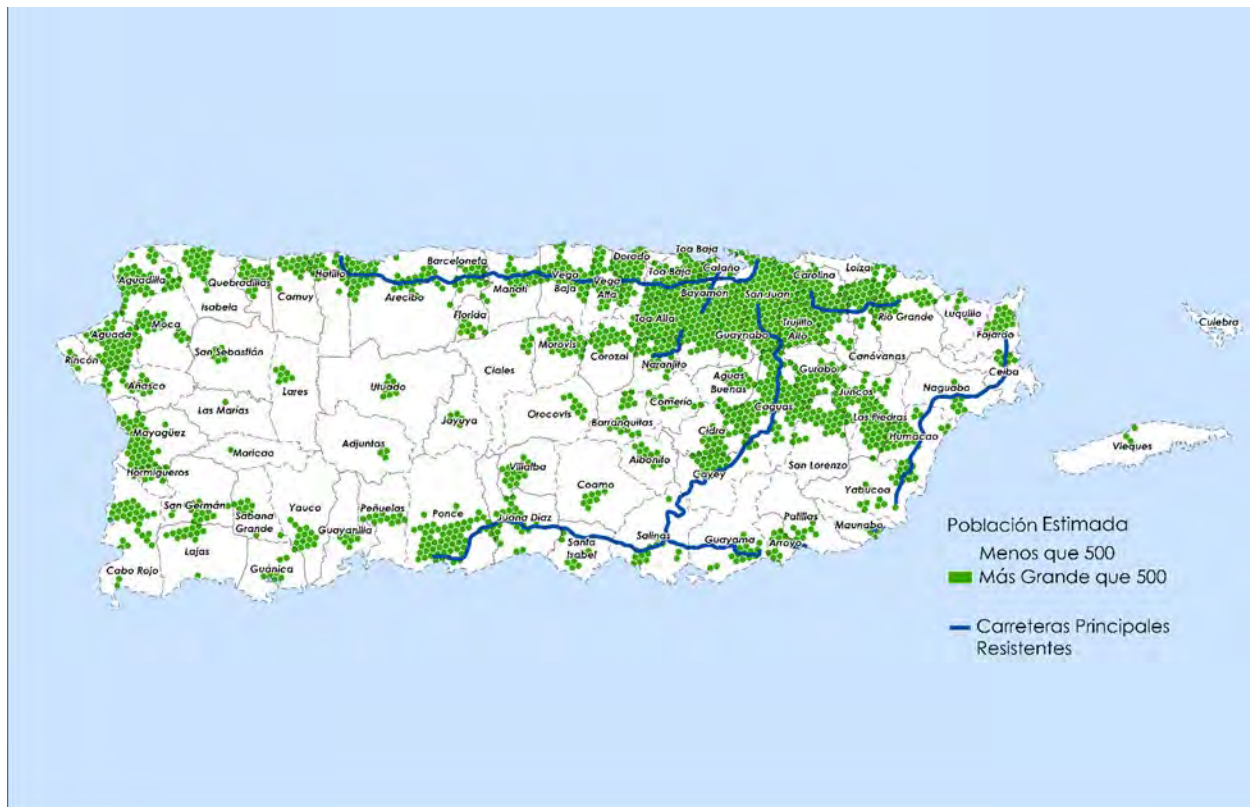 Toa Baja
Dorado
Barceloneta
Hatillo
Vega
Baja
Vega
Alta
Toa Baja
Cataño
Carolina
Loíza
Aguadilla
Quebradillas
Camuy
Isabela
Arecibo
Manatí
Bayamón
San Juan
Florida
Río Grande
Luquillo
Culebra
Aguada
Moca
Toa Alta
Trujillo
Alto
Fajardo
Rincón
San Sebastián
Morovis
Corozal
Guaynabo
Naranjito
Canóvanas
Ceiba
Añasco
Lares
Utuado
Ciales
Aguas
Buenas
Gurabo
Juncos
Naguabo
Las Marías
Jayuya
Orocovis
Comerío
Caguas
Las Piedras
Barranquitas
Cidra
Humacao
Mayagüez
Maricao
Adjuntas
Vieques
Hormigueros
Villalba
Aibonito
San Lorenzo
Cayey
Coamo
Yabucoa
San Germán
Sabana
Grande
Yauco
Peñuelas
Ponce
Juana Díaz
Patillas
Maunabo
Guayanilla
Salinas
Guayama
Arroyo
Lajas
Santa
Isabel
Cabo Rojo
Guánica
Población Estimada
Menos que 500
Más Grande que 500
Carreteras Principales
Resistentes